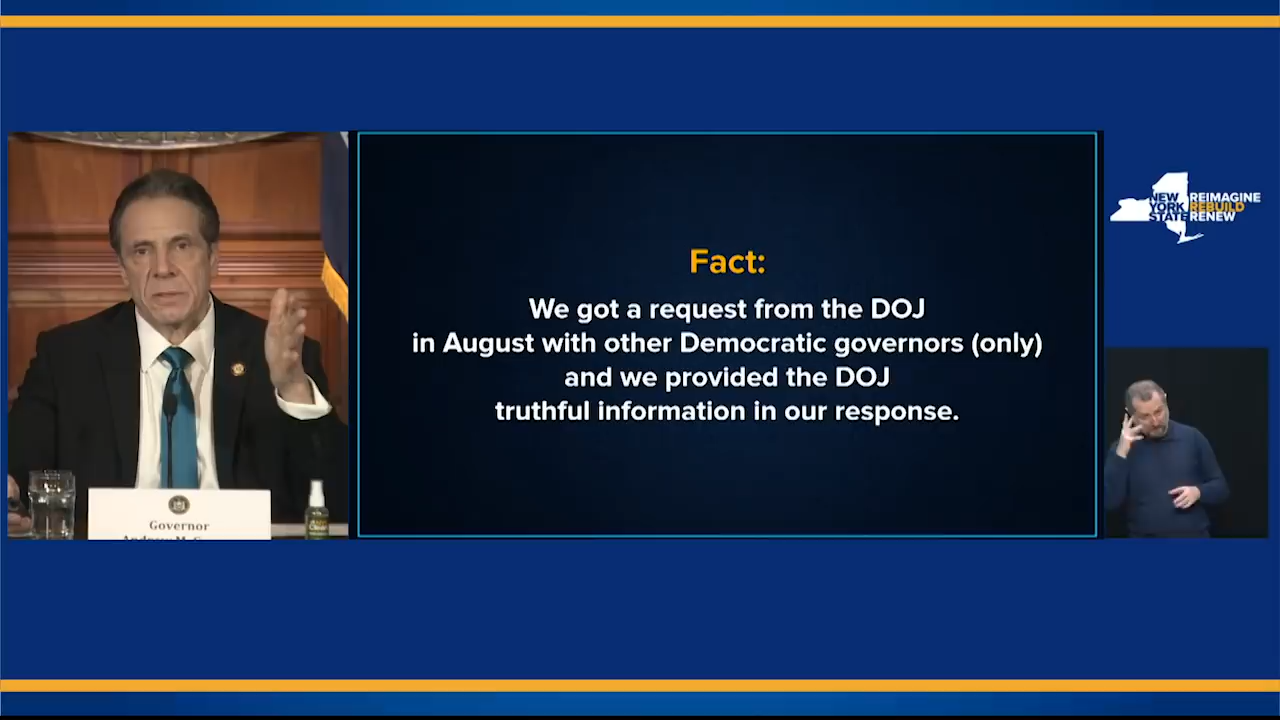 Fact:
We got a request from the DOJ
in August with other Democratic governors (only)
and we provided the DOJ
truthful information in our response.
NEW
YORK
STATE
REIMAGINE
REBUILD
RENEW
Governor